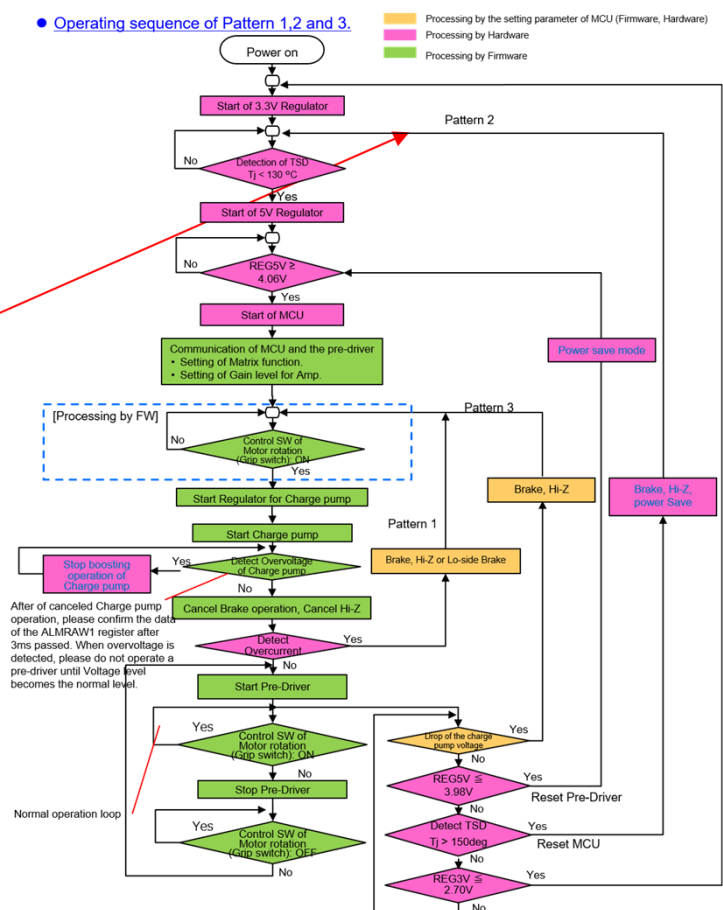 ● Operating sequence of Pattern 1,2 and 3.
Processing by the setting parameter of MCU (Firmware, Hardware)
Processing by Hardware
Processing by Firmware
Power on
Start of 3.3V Regulator
Pattern 2
No
Detection of TSD
Tj < 130 °C
Yes
Start of 5V Regulator
No
REG5V ≥
4.06V
Yes
Start of MCU
Communication of MCU and the pre-driver
• Setting of Matrix function.
• Setting of Gain level for Amp.
Power save mode
[Processing by FW]
Pattern 3
No
Control SW of
Motor rotation
(Grip switch): ON
Yes
Start Regulator for Charge pump
Brake, Hi-Z
Brake, Hi-Z,
power Save
Start Charge pump
Pattern 1
Stop boosting
operation of
Charge pump
Yes
Detect Overvoltage
of Charge pump
Brake, Hi-Z or Lo-side Brake
No
After of canceled Charge pump
operation, please confirm the data
of the ALMRAW1 register after
3ms passed. When overvoltage is
detected, please do not operate a
pre-driver until Voltage level
becomes the normal level.
Cancel Brake operation, Cancel Hi-Z
Detect
Overcurrent
Yes
No
Start Pre-Driver
Yes
Control SW of
Motor rotation
(Grip switch): ON
No
Drop of the charge
pump voltage
Yes
No
Stop Pre-Driver
REG5V ≦
3.98V
Yes
Reset Pre-Driver
No
Normal operation loop
Yes
Control SW of
Motor rotation
(Grip switch): OFF
No
Detect TSD
Tj > 150deg
Yes
Reset MCU
No
REG3V ≦
2.70V
Yes
No